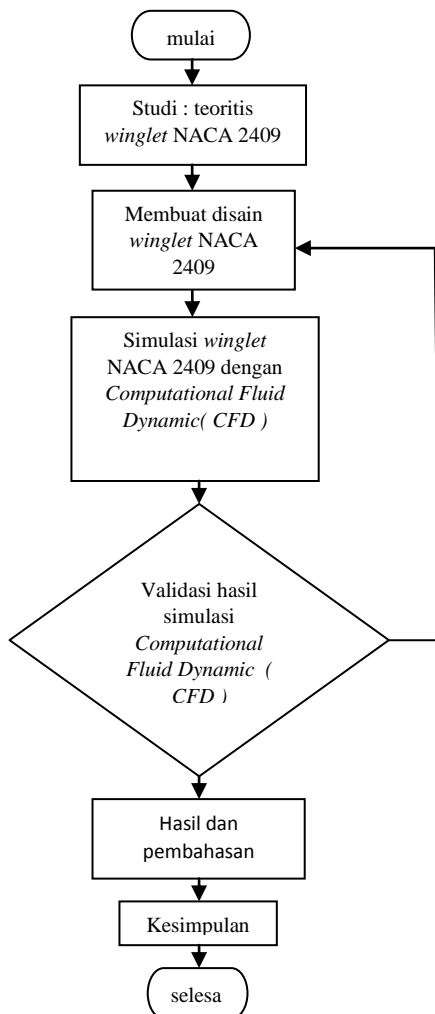 mulai
Studi : teoritis
winglet NACA 2409
Membuat disain
winglet NACA
2409
Simulasi winglet
NACA 2409 dengan
Computational Fluid
Dynamic( CFD )
Validasi hasil
simulasi
Computational
Fluid Dynamic (
CFD )
Hasil dan
pembahasan
Kesimpulan
selesa